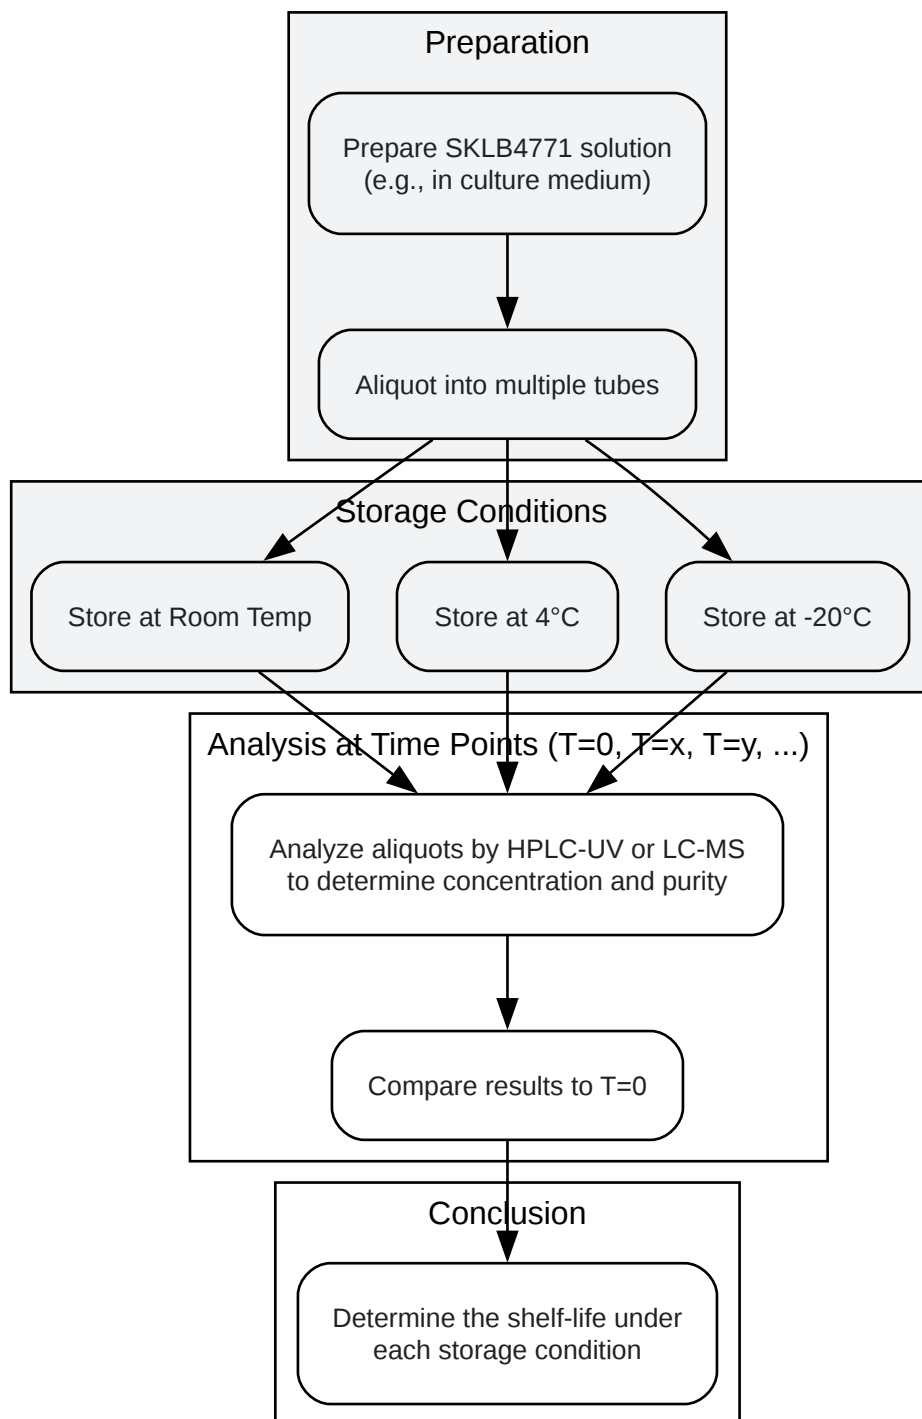 Preparation
Prepare SKLB4771 solution
(e.g., in culture medium)
Aliquot into multiple tubes
Storage Conditions
Store at Room Temp
Store at 4°C
Store at -20°C
Analysis at Time Points (T=0, T=x, T=y, ...)
Analyze aliquots by HPLC-UV or LC-MS
to determine concentration and purity
Compare results to T=0
Conclusion
Determine the shelf-life under
each storage condition